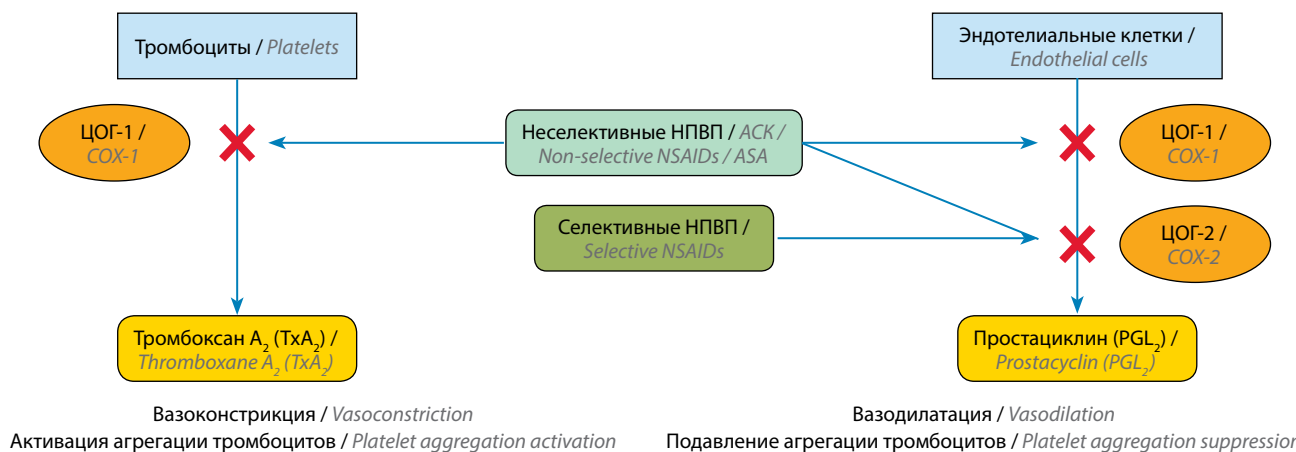 Тромбоциты / Platelets
Эндотелиальные клетки /
Endothelial cells
ЦОГ-1 /
COX-1
Неселективные НПВП / АСК /
Non-selective NSAIDs / ASA
ЦОГ-1 /
COX-1
Селективные НПВП /
Selective NSAIDs
ЦОГ-2 /
COX-2
Тромбоксан A₂ (TxA₂) /
Thromboxane A₂ (TxA₂)
Простациклин (PGL₂) /
Prostacyclin (PGL₂)
Вазоконстрикция / Vasoconstriction
Активация агрегации тромбоцитов / Platelet aggregation activation
Вазодилатация / Vasodilation
Подавление агрегации тромбоцитов / Platelet aggregation suppression